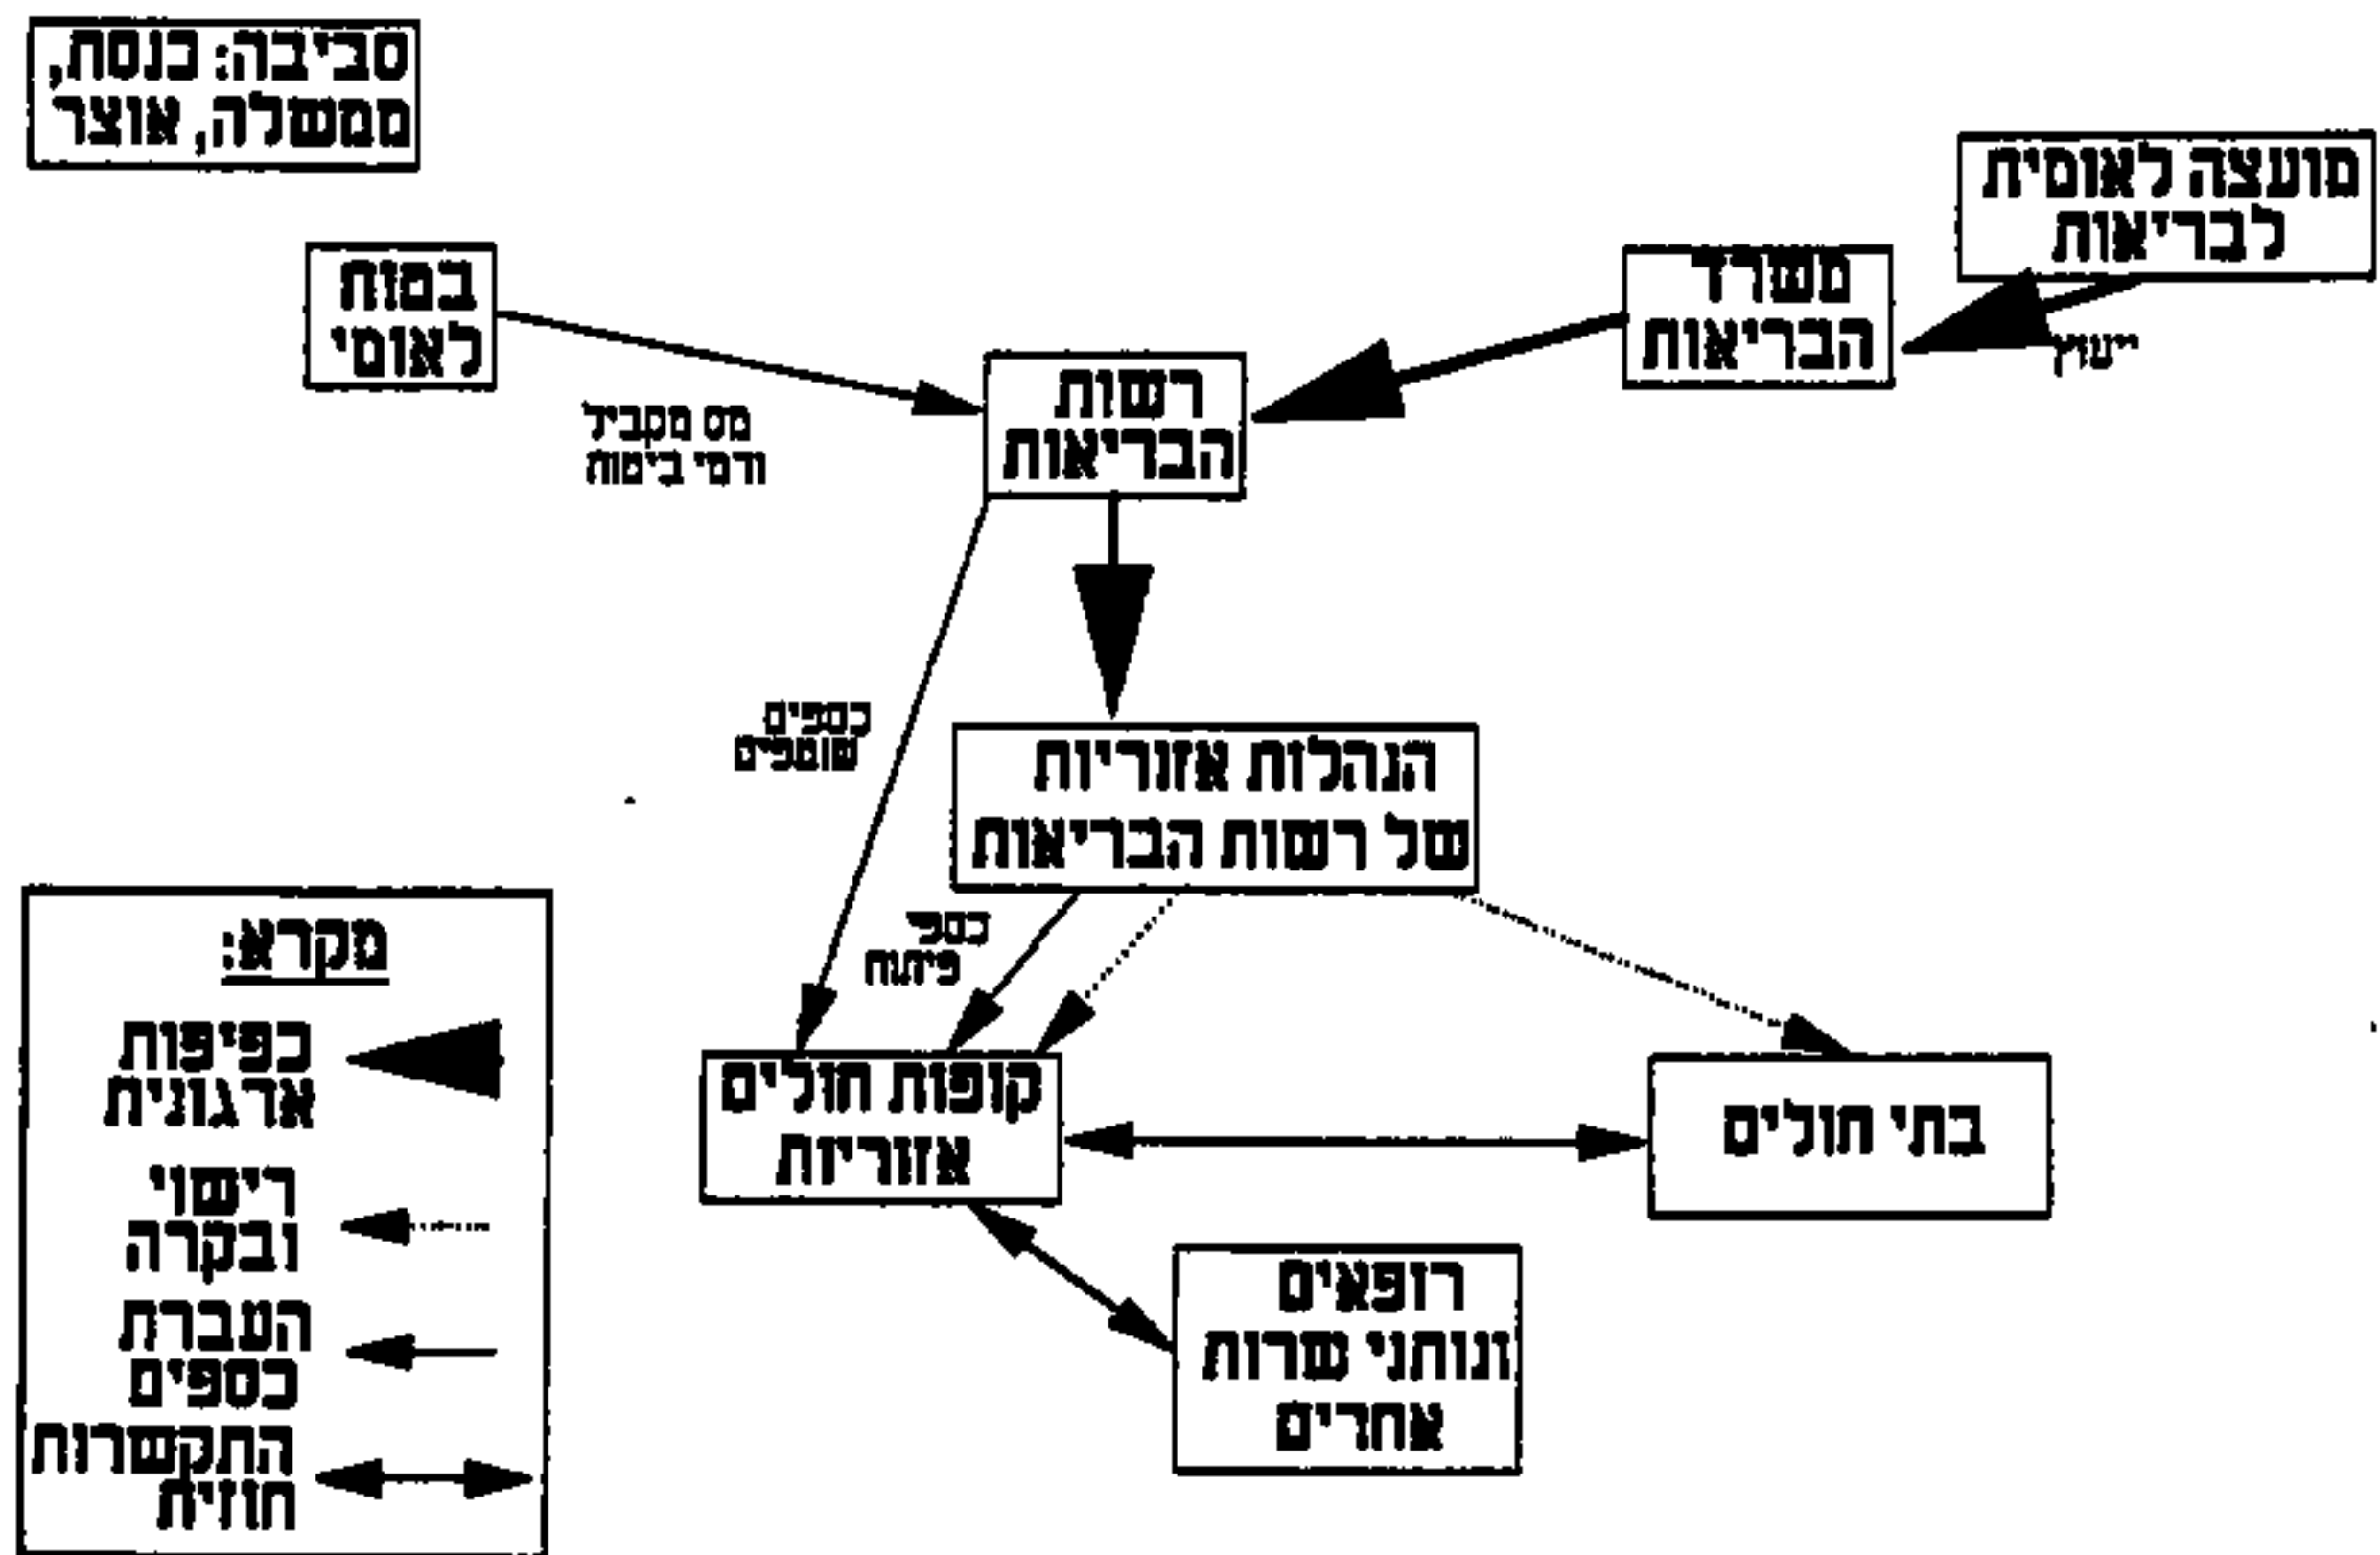 סביבה: כנסת,
ממשלה, אוצר
מועצה לאומית
לבריאות
יעוץ
משרד
הבריאות
בטוח
לאומי
מס מקביל
ודמי ביטוח
רשות
הבריאות
כספים
שוטפים
הנהלות אזוריות
של רשות הבריאות
כספי
פיתוח
קופות חולים
אזוריות
בתי חולים
רופאים
ונותני שרות
אחרים
מקרא:
כפיפות
ארגונית
רישוי
ובקרה
העברת
כספים
התקשרות
חוזית